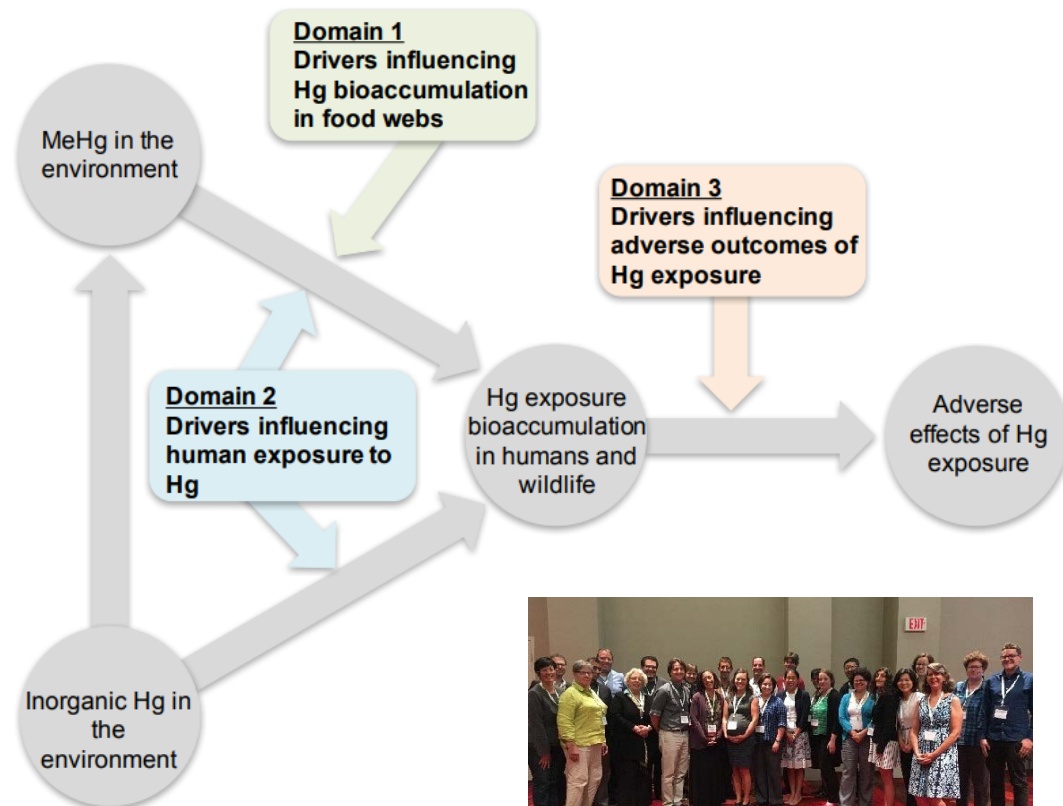 Domain 1
Drivers influencing
Hg bioaccumulation
in food webs
MeHg in the
environment
Domain 3
Drivers influencing
adverse outcomes of
Hg exposure
Domain 2
Drivers influencing
human exposure to
Hg
Hg exposure
bioaccumulation
in humans and
wildlife
Adverse
effects of Hg
exposure
Inorganic Hg in
the
environment
EXIT